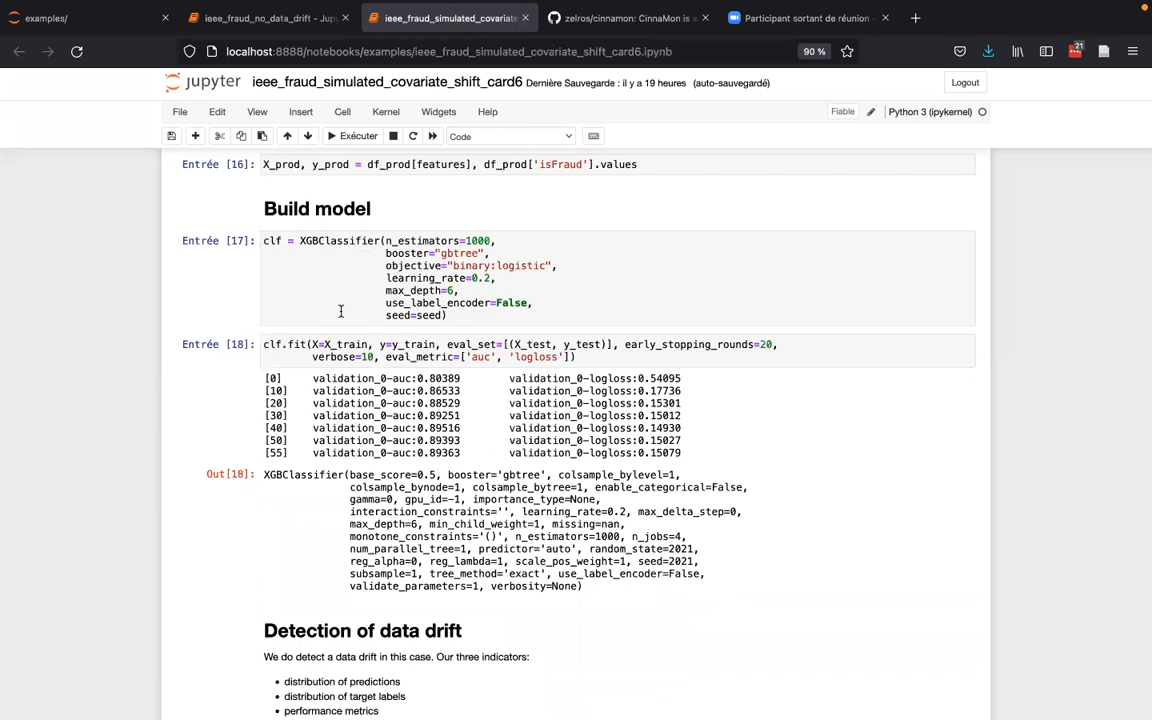 examples/
ieee_fraud_no_data_drift - Jup
ieee_fraud_simulated_covariate
zelros/cinnamon: CinnaMon is a
Participant sortant de réunion -
localhost:8888/notebooks/examples/ieee_fraud_simulated_covariate_shift_card6.ipynb
90 %
21
jupyter ieee_fraud_simulated_covariate_shift_card6 Dernière Sauvegarde : il y a 19 heures (auto-sauvegardé)
Logout
File Edit View Insert Cell Kernel Widgets Help
Fiable
Python 3 (ipykernel)
Exécuter
Code
Entrée [16]: X_prod, y_prod = df_prod[features], df_prod['isFraud'].values
Build model
Entrée [17]: clf = XGBClassifier(n_estimators=1000,
booster="gbtree",
objective="binary:logistic",
learning_rate=0.2,
max_depth=6,
use_label_encoder=False,
seed=seed)
Entrée [18]: clf.fit(X=X_train, y=y_train, eval_set=[(X_test, y_test)], early_stopping_rounds=20,
verbose=10, eval_metric=['auc', 'logloss'])
[0] validation_0-auc:0.80389 validation_0-logloss:0.54095
[10] validation_0-auc:0.86533 validation_0-logloss:0.17736
[20] validation_0-auc:0.88529 validation_0-logloss:0.15301
[30] validation_0-auc:0.89251 validation_0-logloss:0.15012
[40] validation_0-auc:0.89516 validation_0-logloss:0.14930
[50] validation_0-auc:0.89393 validation_0-logloss:0.15027
[55] validation_0-auc:0.89363 validation_0-logloss:0.15079
Out[18]: XGBClassifier(base_score=0.5, booster='gbtree', colsample_bylevel=1,
colsample_bynode=1, colsample_bytree=1, enable_categorical=False,
gamma=0, gpu_id=-1, importance_type=None,
interaction_constraints='', learning_rate=0.2, max_delta_step=0,
max_depth=6, min_child_weight=1, missing=nan,
monotone_constraints='()', n_estimators=1000, n_jobs=4,
num_parallel_tree=1, predictor='auto', random_state=2021,
reg_alpha=0, reg_lambda=1, scale_pos_weight=1, seed=2021,
subsample=1, tree_method='exact', use_label_encoder=False,
validate_parameters=1, verbosity=None)
Detection of data drift
We do detect a data drift in this case. Our three indicators:
• distribution of predictions
• distribution of target labels
• performance metrics